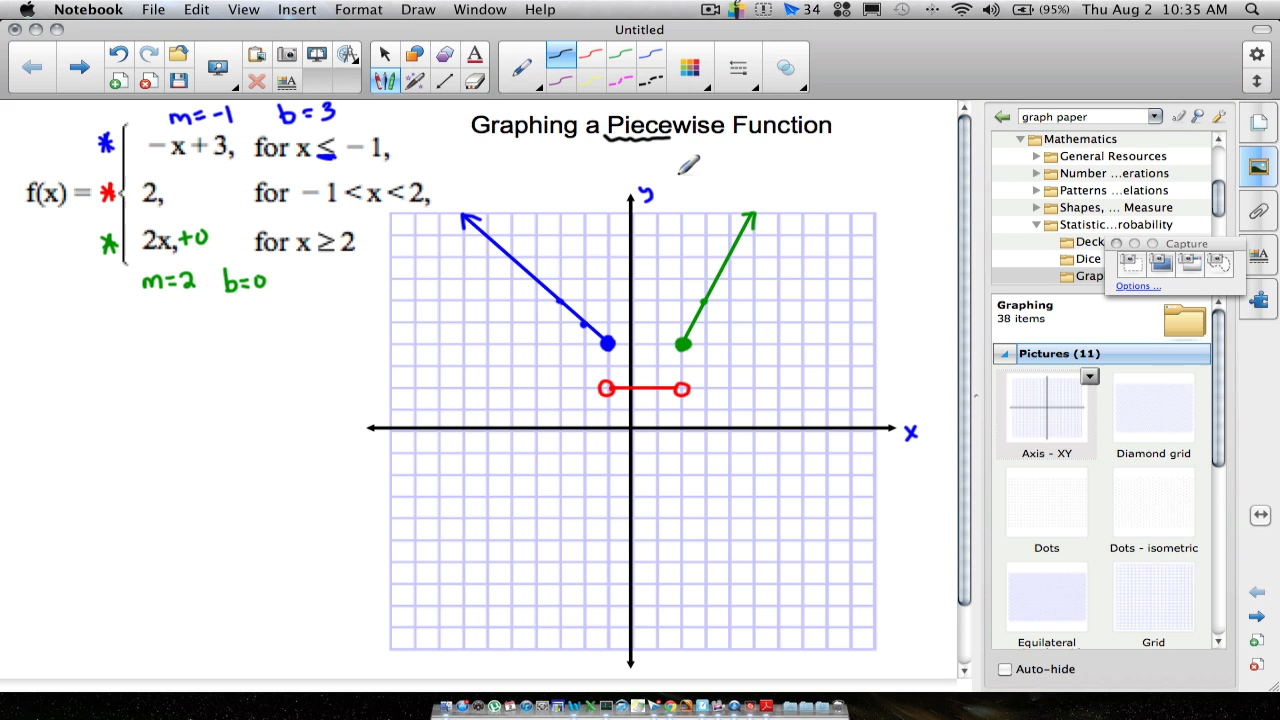 Notebook File Edit View Insert Format Draw Window Help 34 (95%) Thu Aug 2 10:35 AM
Untitled
graph paper
Mathematics
General Resources
Number ...erations
Patterns ...elations
Shapes, ... Measure
Statistic...robability
Deck
Dice
Grap
Capture
Options ...
Graphing
38 items
Pictures (11)
Axis - XY
Diamond grid
Dots
Dots - isometric
Equilateral
Grid
Auto-hide
Graphing a Piecewise Function
m=-1 b=3
* -x+3, for x ≤ -1,
f(x) = * 2, for -1<x<2,
* 2x,+0 for x ≥ 2
m=2 b=0
y
x